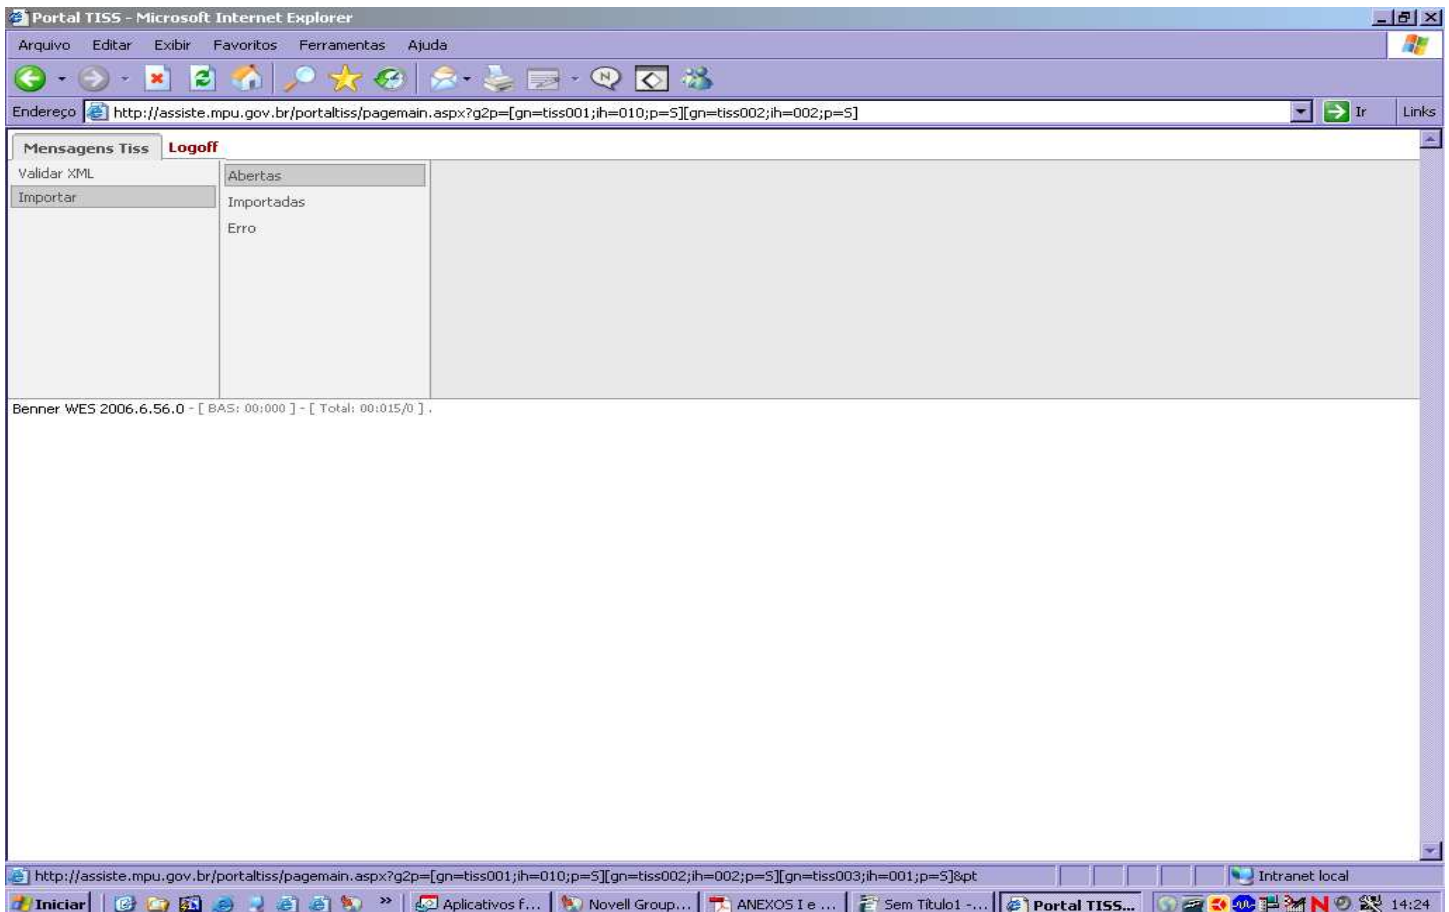 Portal TISS - Microsoft Internet Explorer
Arquivo Editar Exibir Favoritos Ferramentas Ajuda
Endereço http://assiste.mpu.gov.br/portaltiss/pagemain.aspx?g2p=[gn=tiss001;ih=010;p=S][gn=tiss002;ih=002;p=S] Ir Links
Mensagens Tiss Logoff
Validar XML Abertas
Importar Importadas
Erro
Benner WES 2006.6.56.0 - [ BAS: 00:000 ] - [ Total: 00:015/0 ] .
http://assiste.mpu.gov.br/portaltiss/pagemain.aspx?g2p=[gn=tiss001;ih=010;p=S][gn=tiss002;ih=002;p=S][gn=tiss003;ih=001;p=S]&pt Intranet local
Iniciar » Aplicativos f... Novell Group... ANEXOS I e ... Sem Título1 -... Portal TISS... 14:24